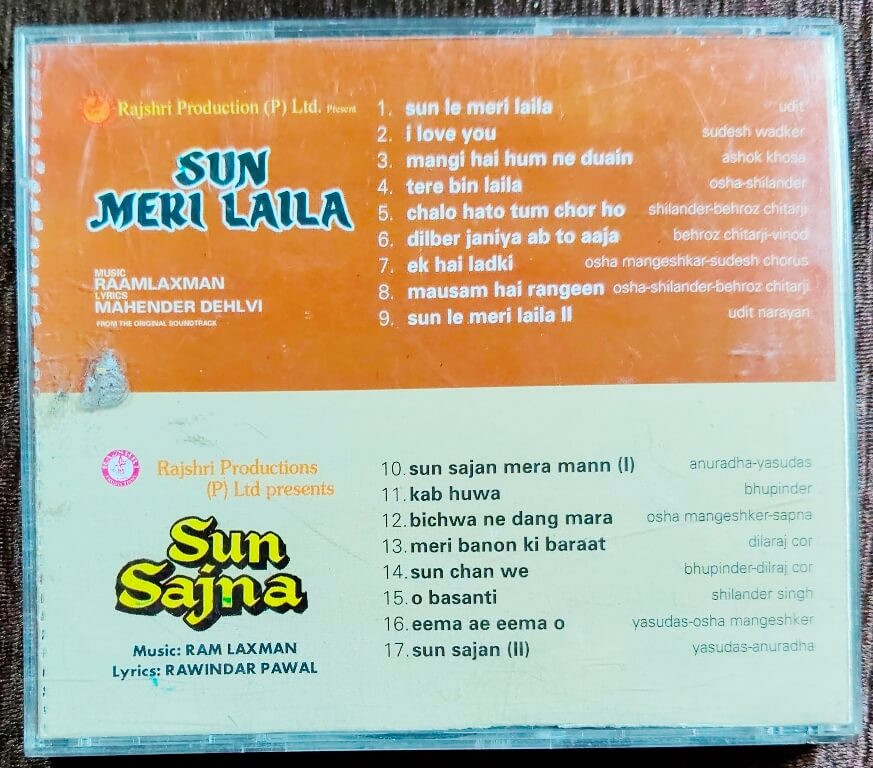 Rajshri Production (P) Ltd. Present
SUN
MERI LAILA
MUSIC
RAAMLAXMAN
LYRICS
MAHENDER DEHLVI
FROM THE ORIGINAL SOUNDTRACK
1. sun le meri laila udit
2. i love you sudesh wadker
3. mangi hai hum ne duain ashok khosa
4. tere bin laila osha-shilander
5. chalo hato tum chor ho shilander-behroz chitarji
6. dilber janiya ab to aaja behroz chitarji-vinod
7. ek hai ladki osha mangeshkar-sudesh chorus
8. mausam hai rangeen osha-shilander-behroz chitarji
9. sun le meri laila II udit narayan
Rajshri Productions
(P) Ltd presents
Sun
Sajna
Music: RAM LAXMAN
Lyrics: RAWINDAR PAWAL
10. sun sajan mera mann (I) anuradha-yasudas
11. kab huwa bhupinder
12. bichwa ne dang mara osha mangeshker-sapna
13. meri banon ki baraat dilaraj cor
14. sun chan we bhupinder-dilraj cor
15. o basanti shilander singh
16. eema ae eema o yasudas-osha mangeshker
17. sun sajan (II) yasudas-anuradha